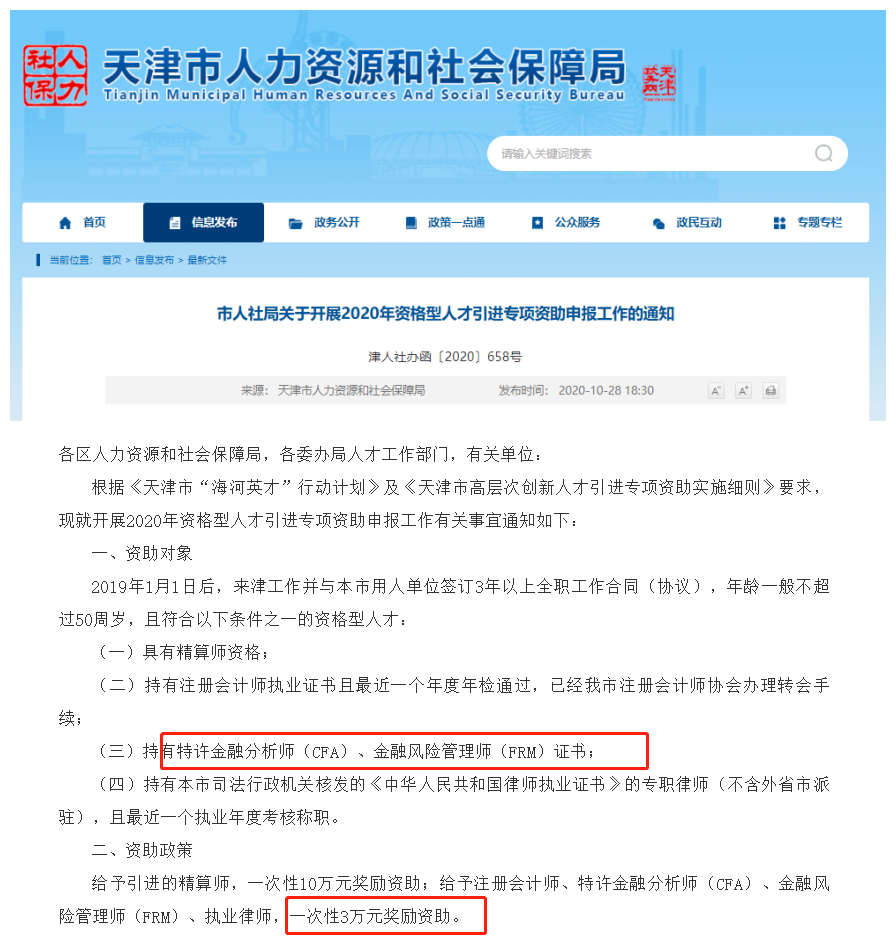 社人
保力
天津市人力资源和社会保障局
Tianjin Municipal Human Resources And Social Security Bureau
政天
务津
网
请输入关键词搜索
首页 信息发布 政务公开 政策一点通 公众服务 政民互动 专题专栏
当前位置: 首页 > 信息发布 > 最新文件
市人社局关于开展2020年资格型人才引进专项资助申报工作的通知
津人社办函〔2020〕658号
来源: 天津市人力资源和社会保障局 发布时间: 2020-10-28 18:30 A- A+
各区人力资源和社会保障局，各委办局人才工作部门，有关单位：
根据《天津市“海河英才”行动计划》及《天津市高层次创新人才引进专项资助实施细则》要求，
现就开展2020年资格型人才引进专项资助申报工作有关事宜通知如下：
一、资助对象
2019年1月1日后，来津工作并与本市用人单位签订3年以上全职工作合同（协议），年龄一般不超
过50周岁，且符合以下条件之一的资格型人才：
（一）具有精算师资格；
（二）持有注册会计师执业证书且最近一个年度年检通过，已经我市注册会计师协会办理转会手
续；
（三）持有特许金融分析师（CFA）、金融风险管理师（FRM）证书；
（四）持有本市司法行政机关核发的《中华人民共和国律师执业证书》的专职律师（不含外省市派
驻），且最近一个执业年度考核称职。
二、资助政策
给予引进的精算师，一次性10万元奖励资助；给予注册会计师、特许金融分析师（CFA）、金融风
险管理师（FRM）、执业律师，一次性3万元奖励资助。